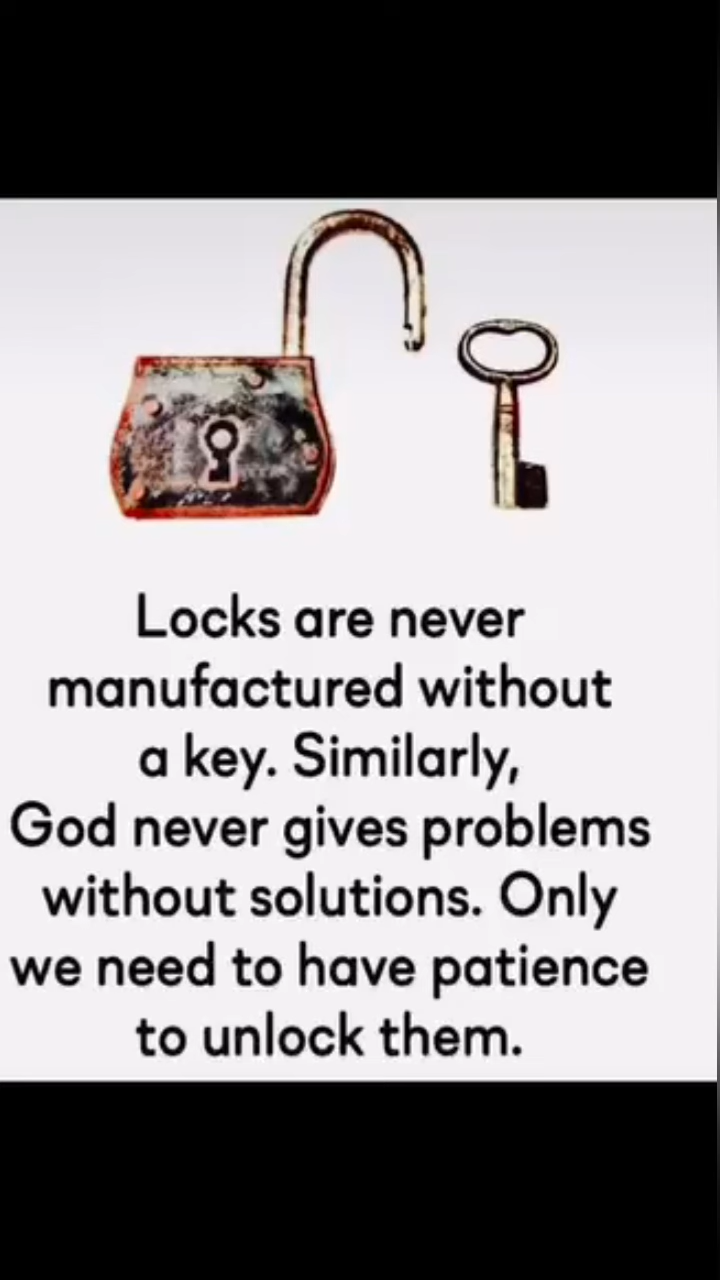 Locks are never
manufactured without
a key. Similarly,
God never gives problems
without solutions. Only
we need to have patience
to unlock them.